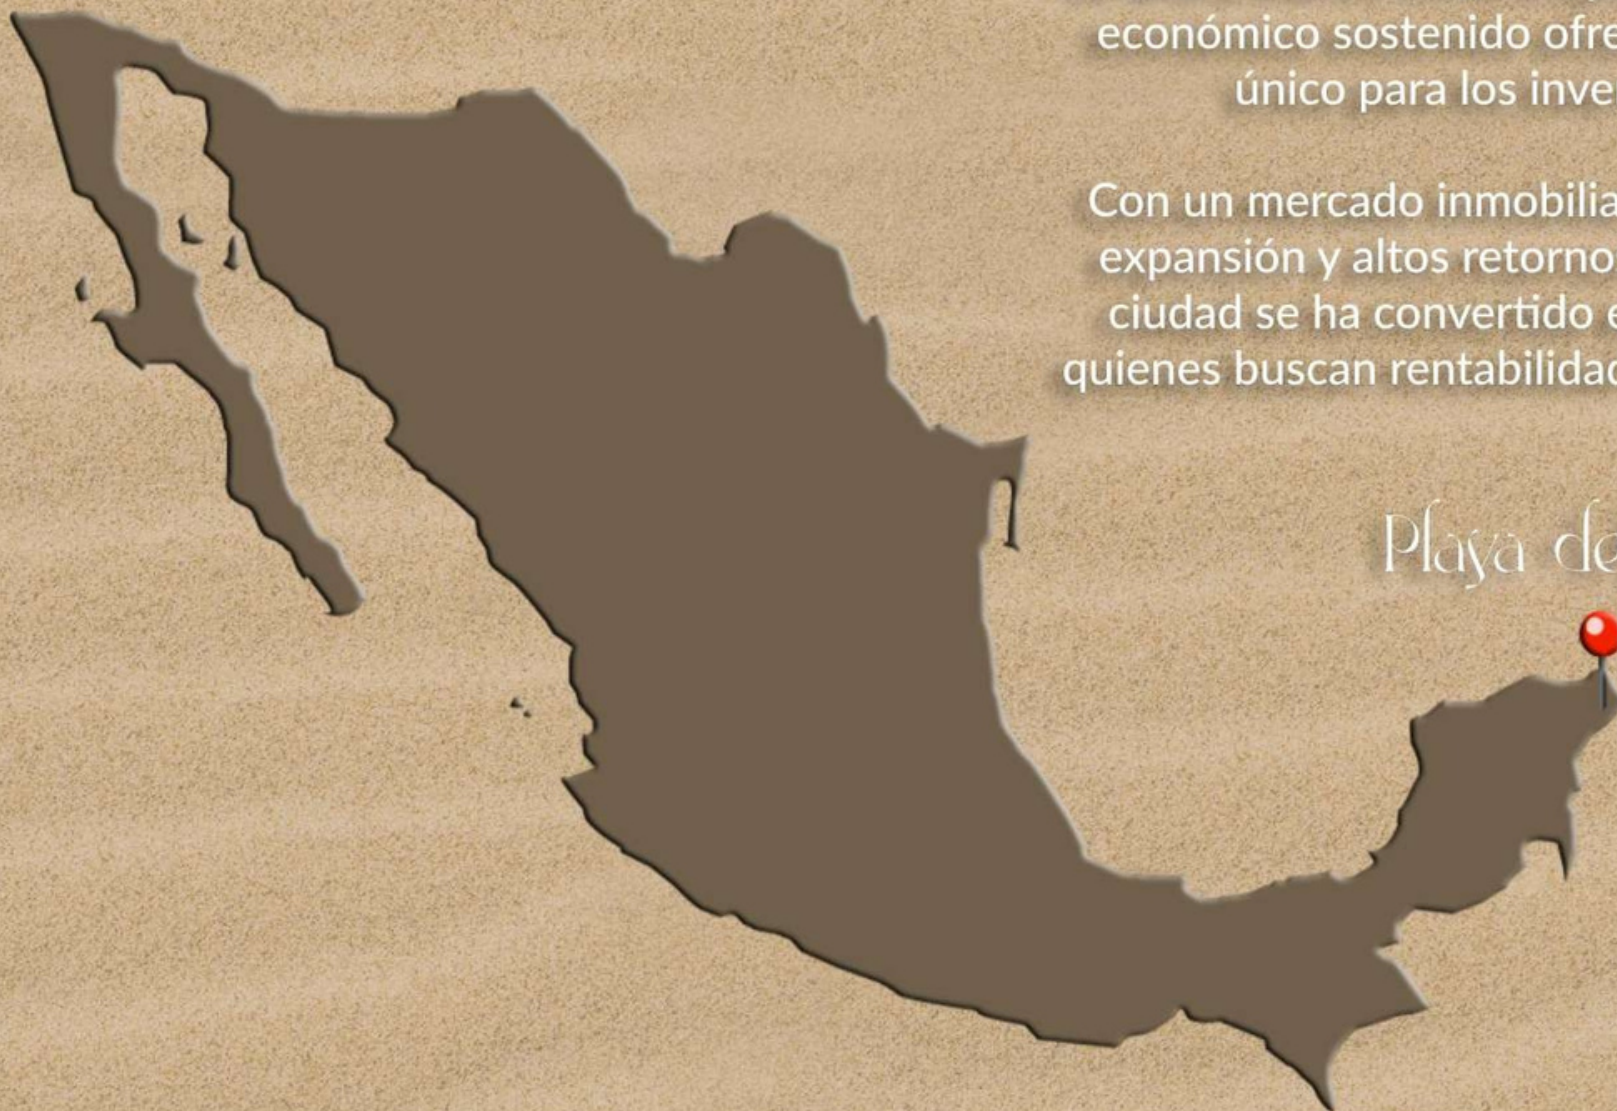 económico sostenido ofre
único para los inve
Con un mercado inmobilia
expansión y altos retorno
ciudad se ha convertido e
quienes buscan rentabilidad
Playa de